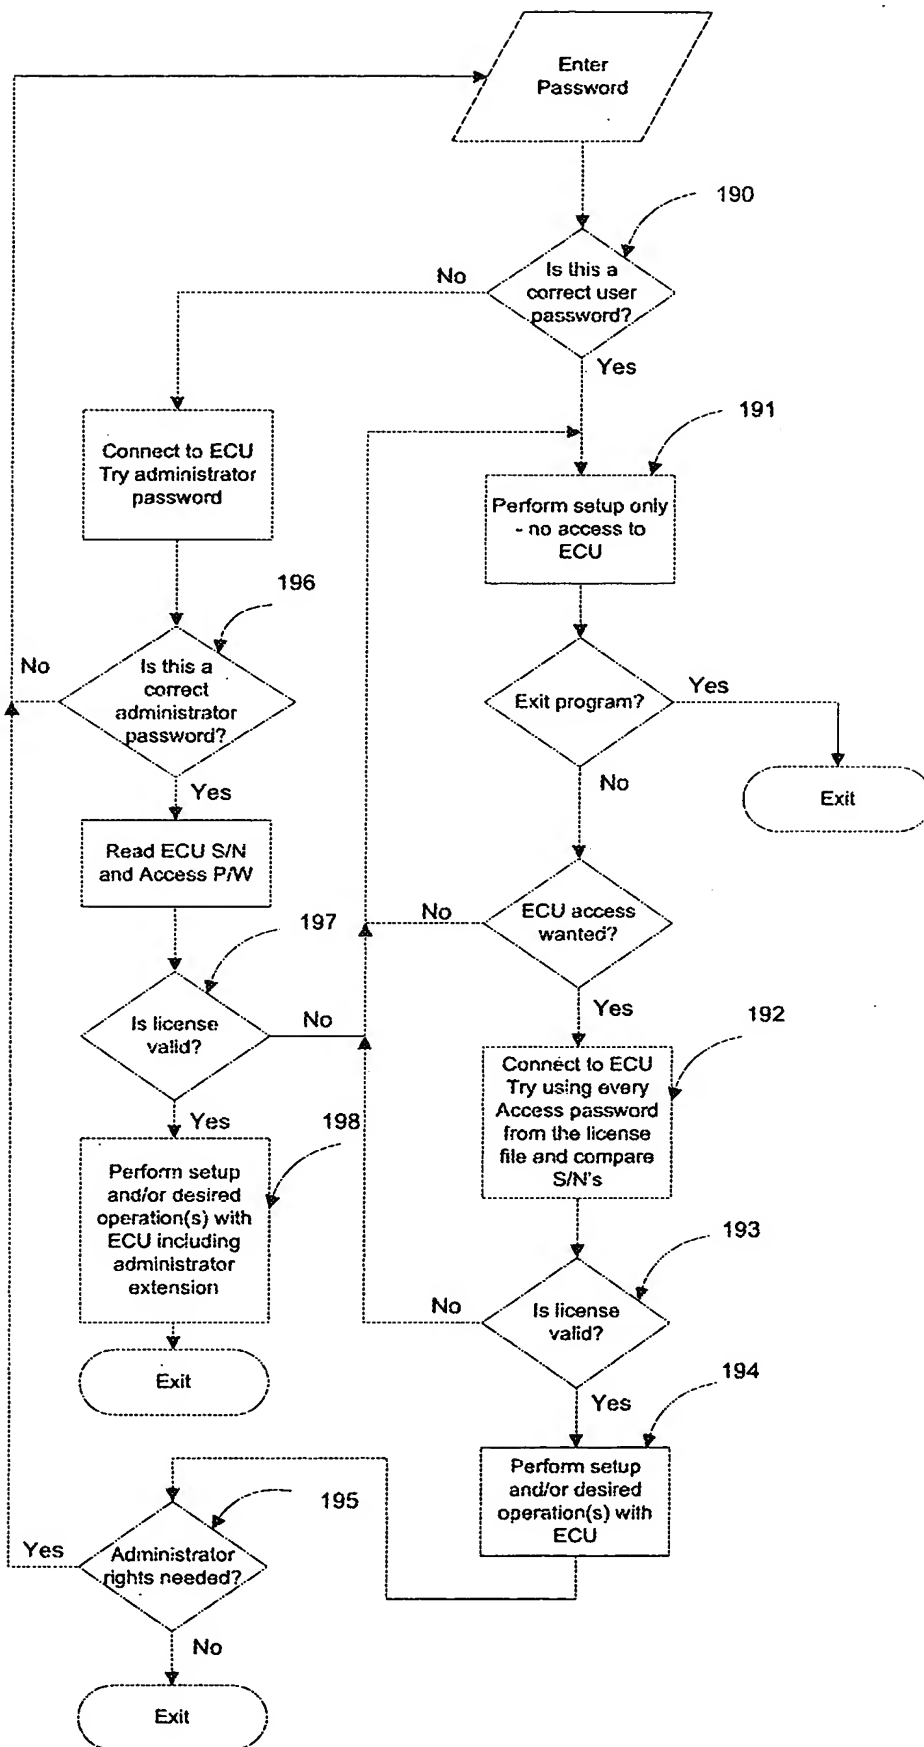 Enter
Password
190
Is this a
correct user
password?
No
Yes
191
Connect to ECU
Try administrator
password
Perform setup only
- no access to
ECU
196
Is this a
correct
administrator
password?
No
Yes
Exit program?
Yes
No
Exit
Read ECU S/N
and Access P/W
197
ECU access
wanted?
No
Yes
Is license
valid?
No
Yes
192
Connect to ECU
Try using every
Access password
from the license
file and compare
S/N's
198
Perform setup
and/or desired
operation(s) with
ECU including
administrator
extension
193
Is license
valid?
No
Yes
Exit
194
Perform setup
and/or desired
operation(s) with
ECU
195
Administrator
rights needed?
Yes
No
Exit